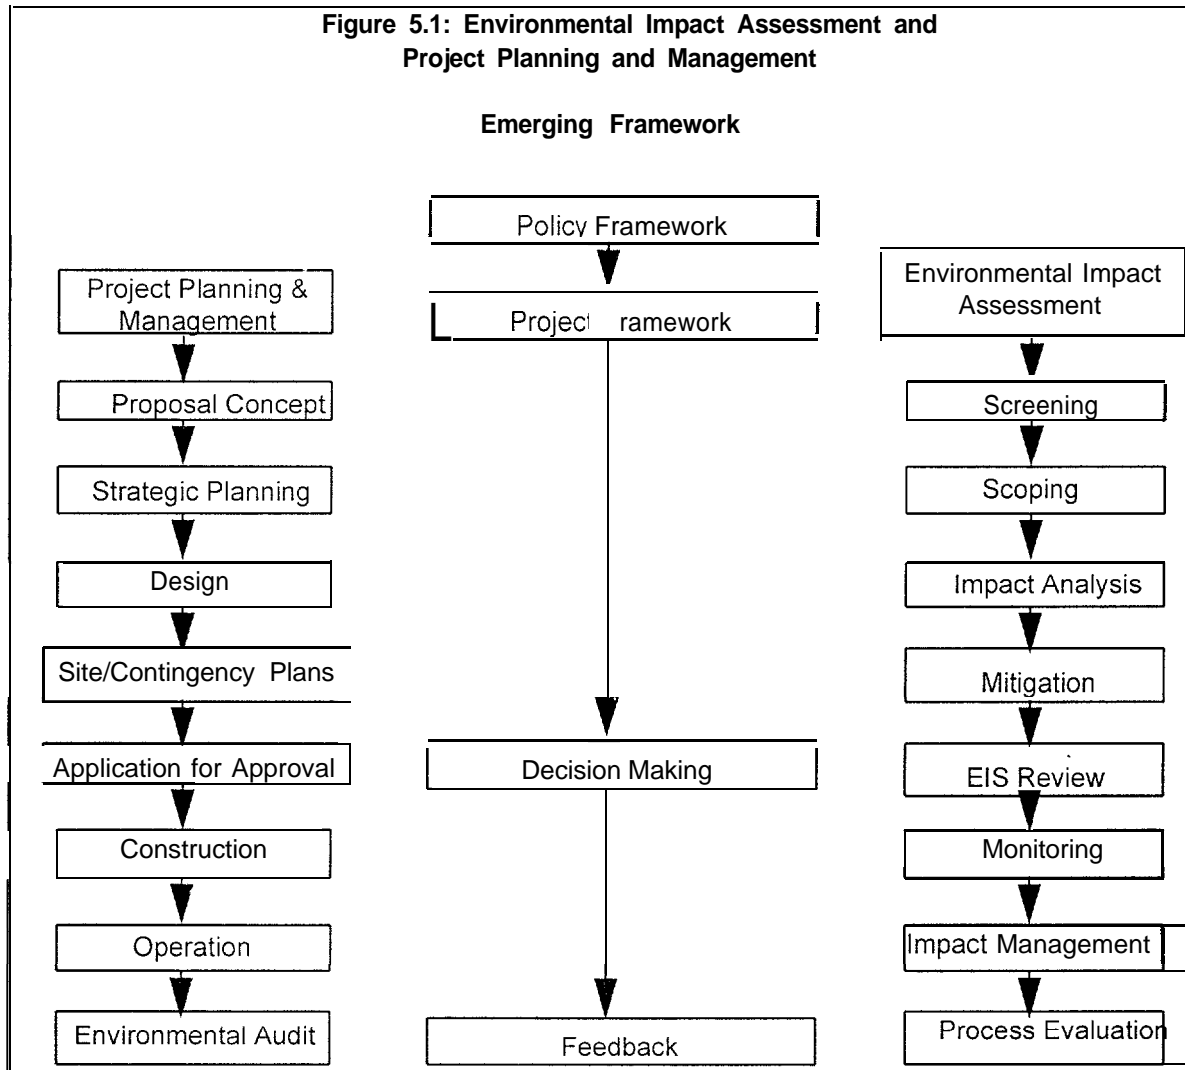 Figure 5.1: Environmental Impact Assessment and
Project Planning and Management
Emerging Framework
Project Planning &
Management
Proposal Concept
Strategic Planning
Design
Site/Contingency Plans
Application for Approval
Construction
Operation
Environmental Audit
Policy Framework
Project ramework
Decision Making
Feedback
Environmental Impact
Assessment
Screening
Scoping
Impact Analysis
Mitigation
EIS Review
Monitoring
Impact Management
Process Evaluation